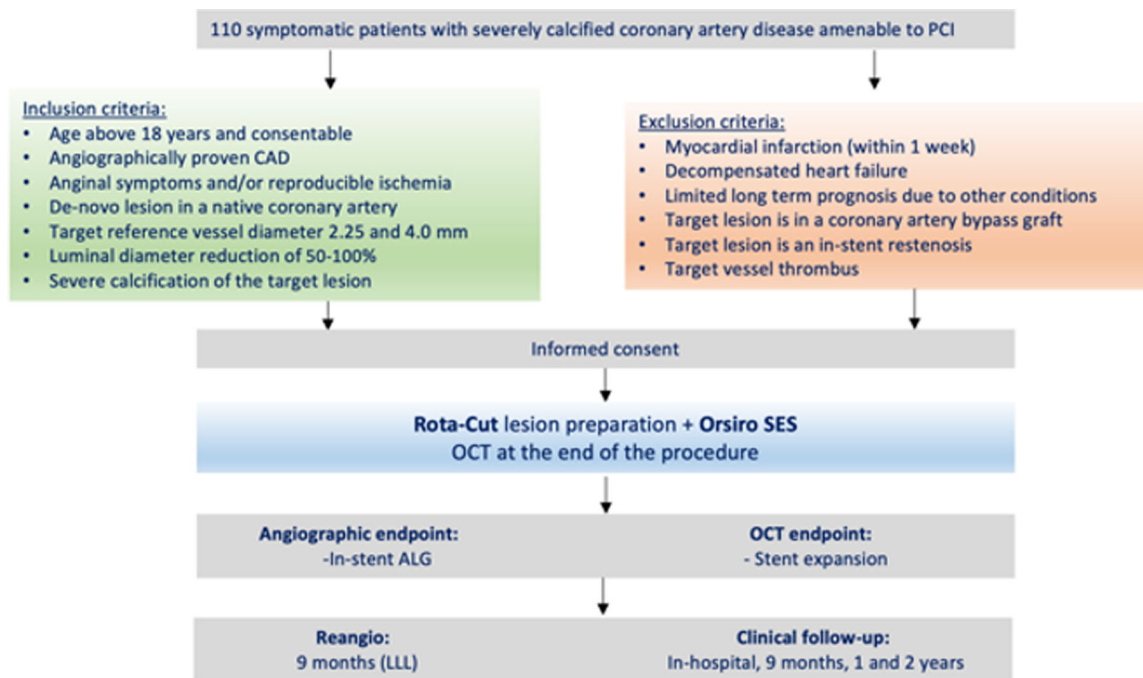 110 symptomatic patients with severely calcified coronary artery disease amenable to PCI
Inclusion criteria:
• Age above 18 years and consentable
• Angiographically proven CAD
• Anginal symptoms and/or reproducible ischemia
• De-novo lesion in a native coronary artery
• Target reference vessel diameter 2.25 and 4.0 mm
• Luminal diameter reduction of 50-100%
• Severe calcification of the target lesion
Exclusion criteria:
• Myocardial infarction (within 1 week)
• Decompensated heart failure
• Limited long term prognosis due to other conditions
• Target lesion is in a coronary artery bypass graft
• Target lesion is an in-stent restenosis
• Target vessel thrombus
Informed consent
Rota-Cut lesion preparation + Orsiro SES
OCT at the end of the procedure
Angiographic endpoint:
-In-stent ALG
OCT endpoint:
- Stent expansion
Reangio:
9 months (LLL)
Clinical follow-up:
In-hospital, 9 months, 1 and 2 years